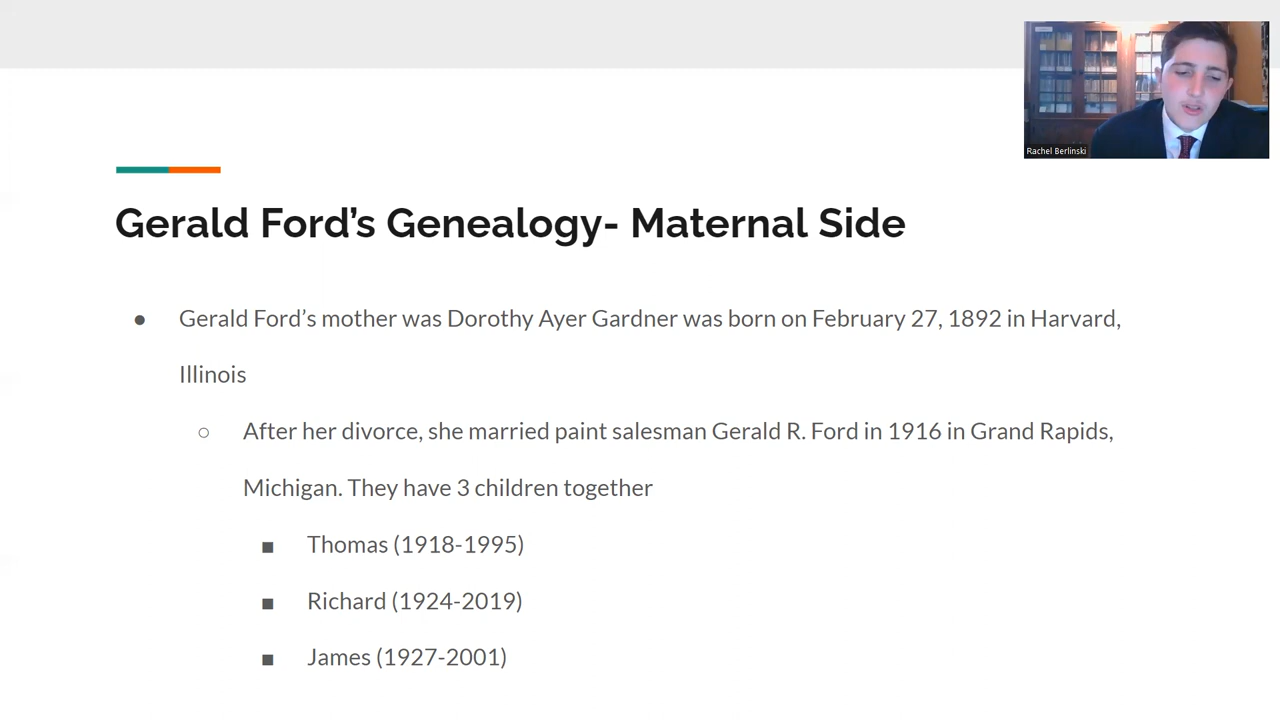 Rachel Berlinski
Gerald Ford’s Genealogy- Maternal Side
● Gerald Ford’s mother was Dorothy Ayer Gardner was born on February 27, 1892 in Harvard,
Illinois
○ After her divorce, she married paint salesman Gerald R. Ford in 1916 in Grand Rapids,
Michigan. They have 3 children together
■ Thomas (1918-1995)
■ Richard (1924-2019)
■ James (1927-2001)